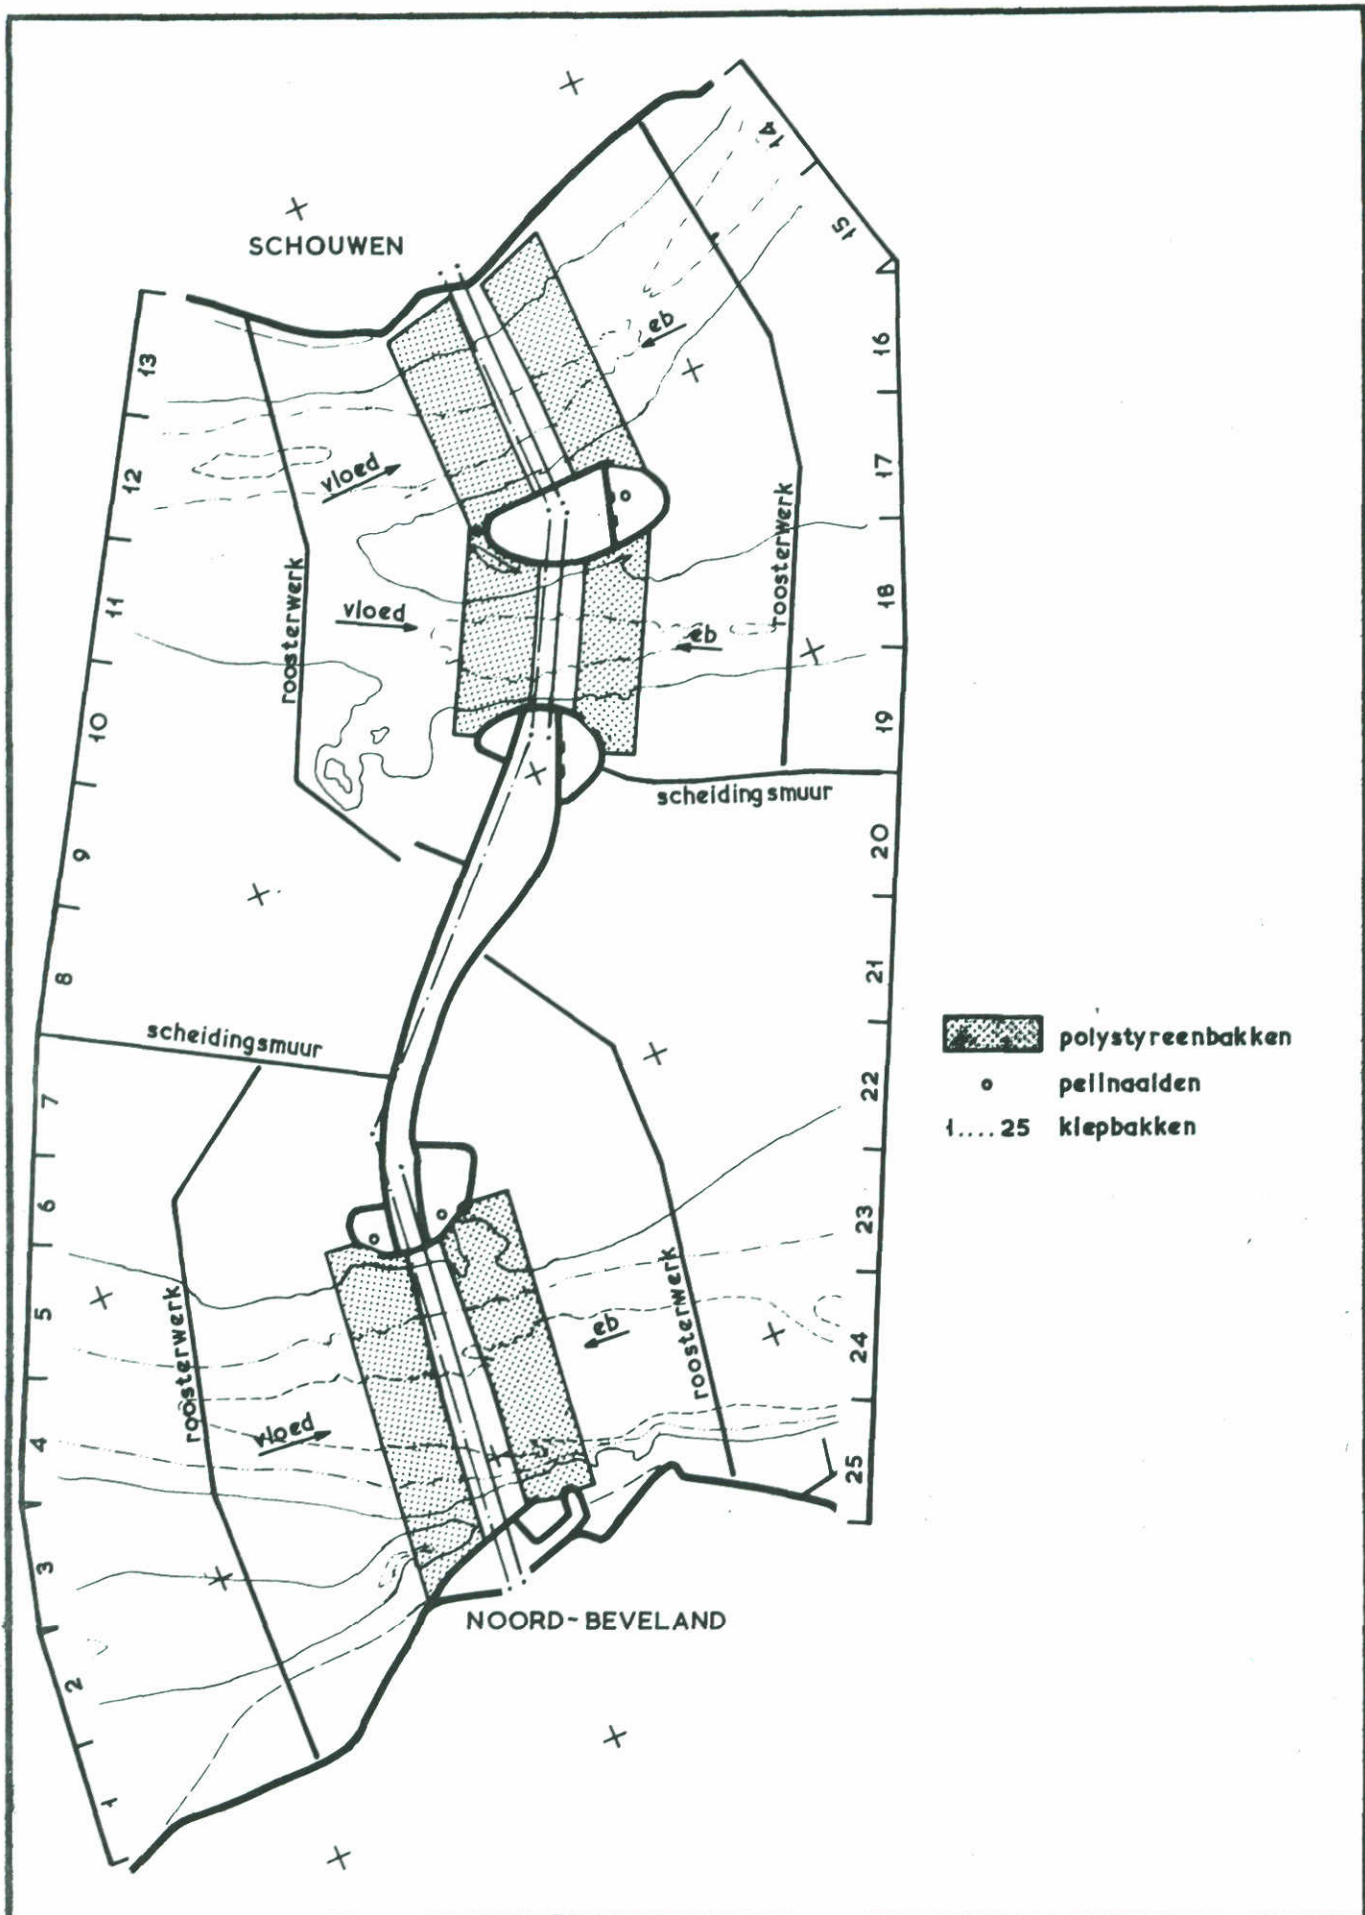 SCHOUWEN
14
15
eb
16
13
12
vloed
17
roosterwerk
roosterwerk
11
vloed
eb
18
10
19
scheidingsmuur
9
20
8
21
scheidingsmuur
polystyreenbakken
peilnaalden
1....25 kiepbakken
7
22
6
23
5
roosterwerk
roosterwerk
eb
24
4
vloed
25
3
NOORD-BEVELAND
2
1